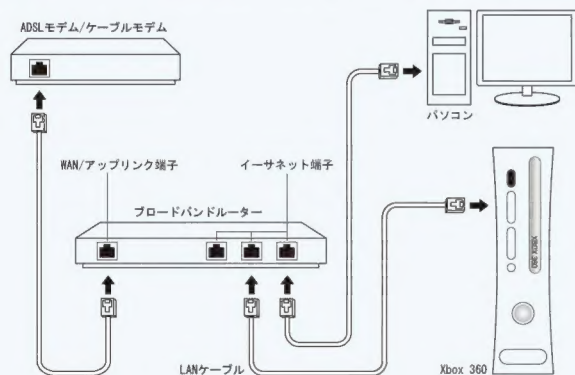 ADSLモデム/ケーブルモデム
パソコン
WAN/アップリンク端子
イーサネット端子
ブロードバンドルーター
XBOX 360
LANケーブル
Xbox 360